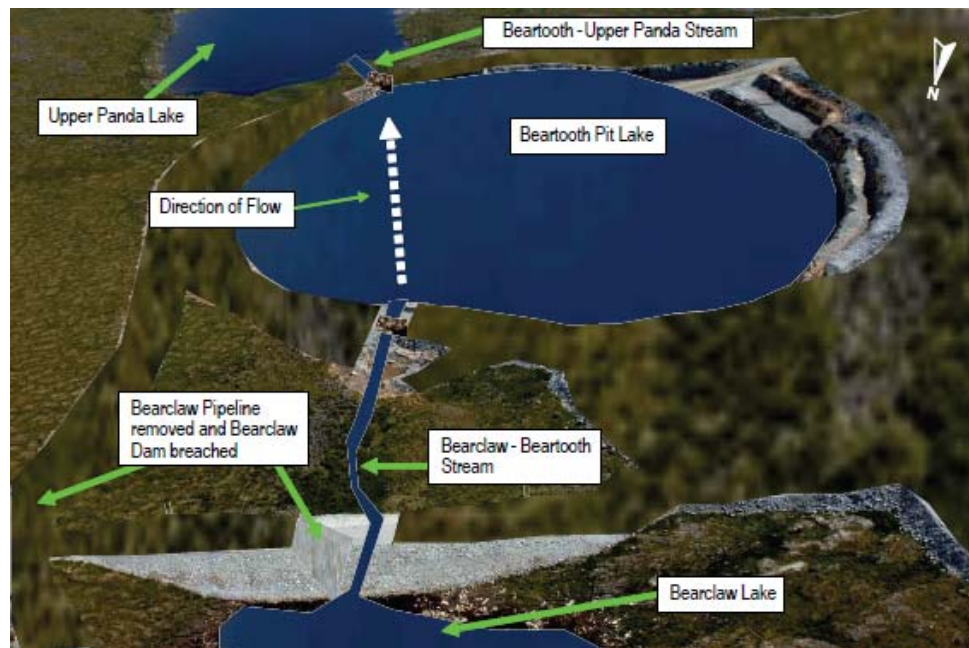 Beartooth - Upper Panda Stream
N
Upper Panda Lake
Beartooth Pit Lake
Direction of Flow
Bearclaw Pipeline
removed and Bearclaw
Dam breached
Bearclaw - Beartooth
Stream
Bearclaw Lake